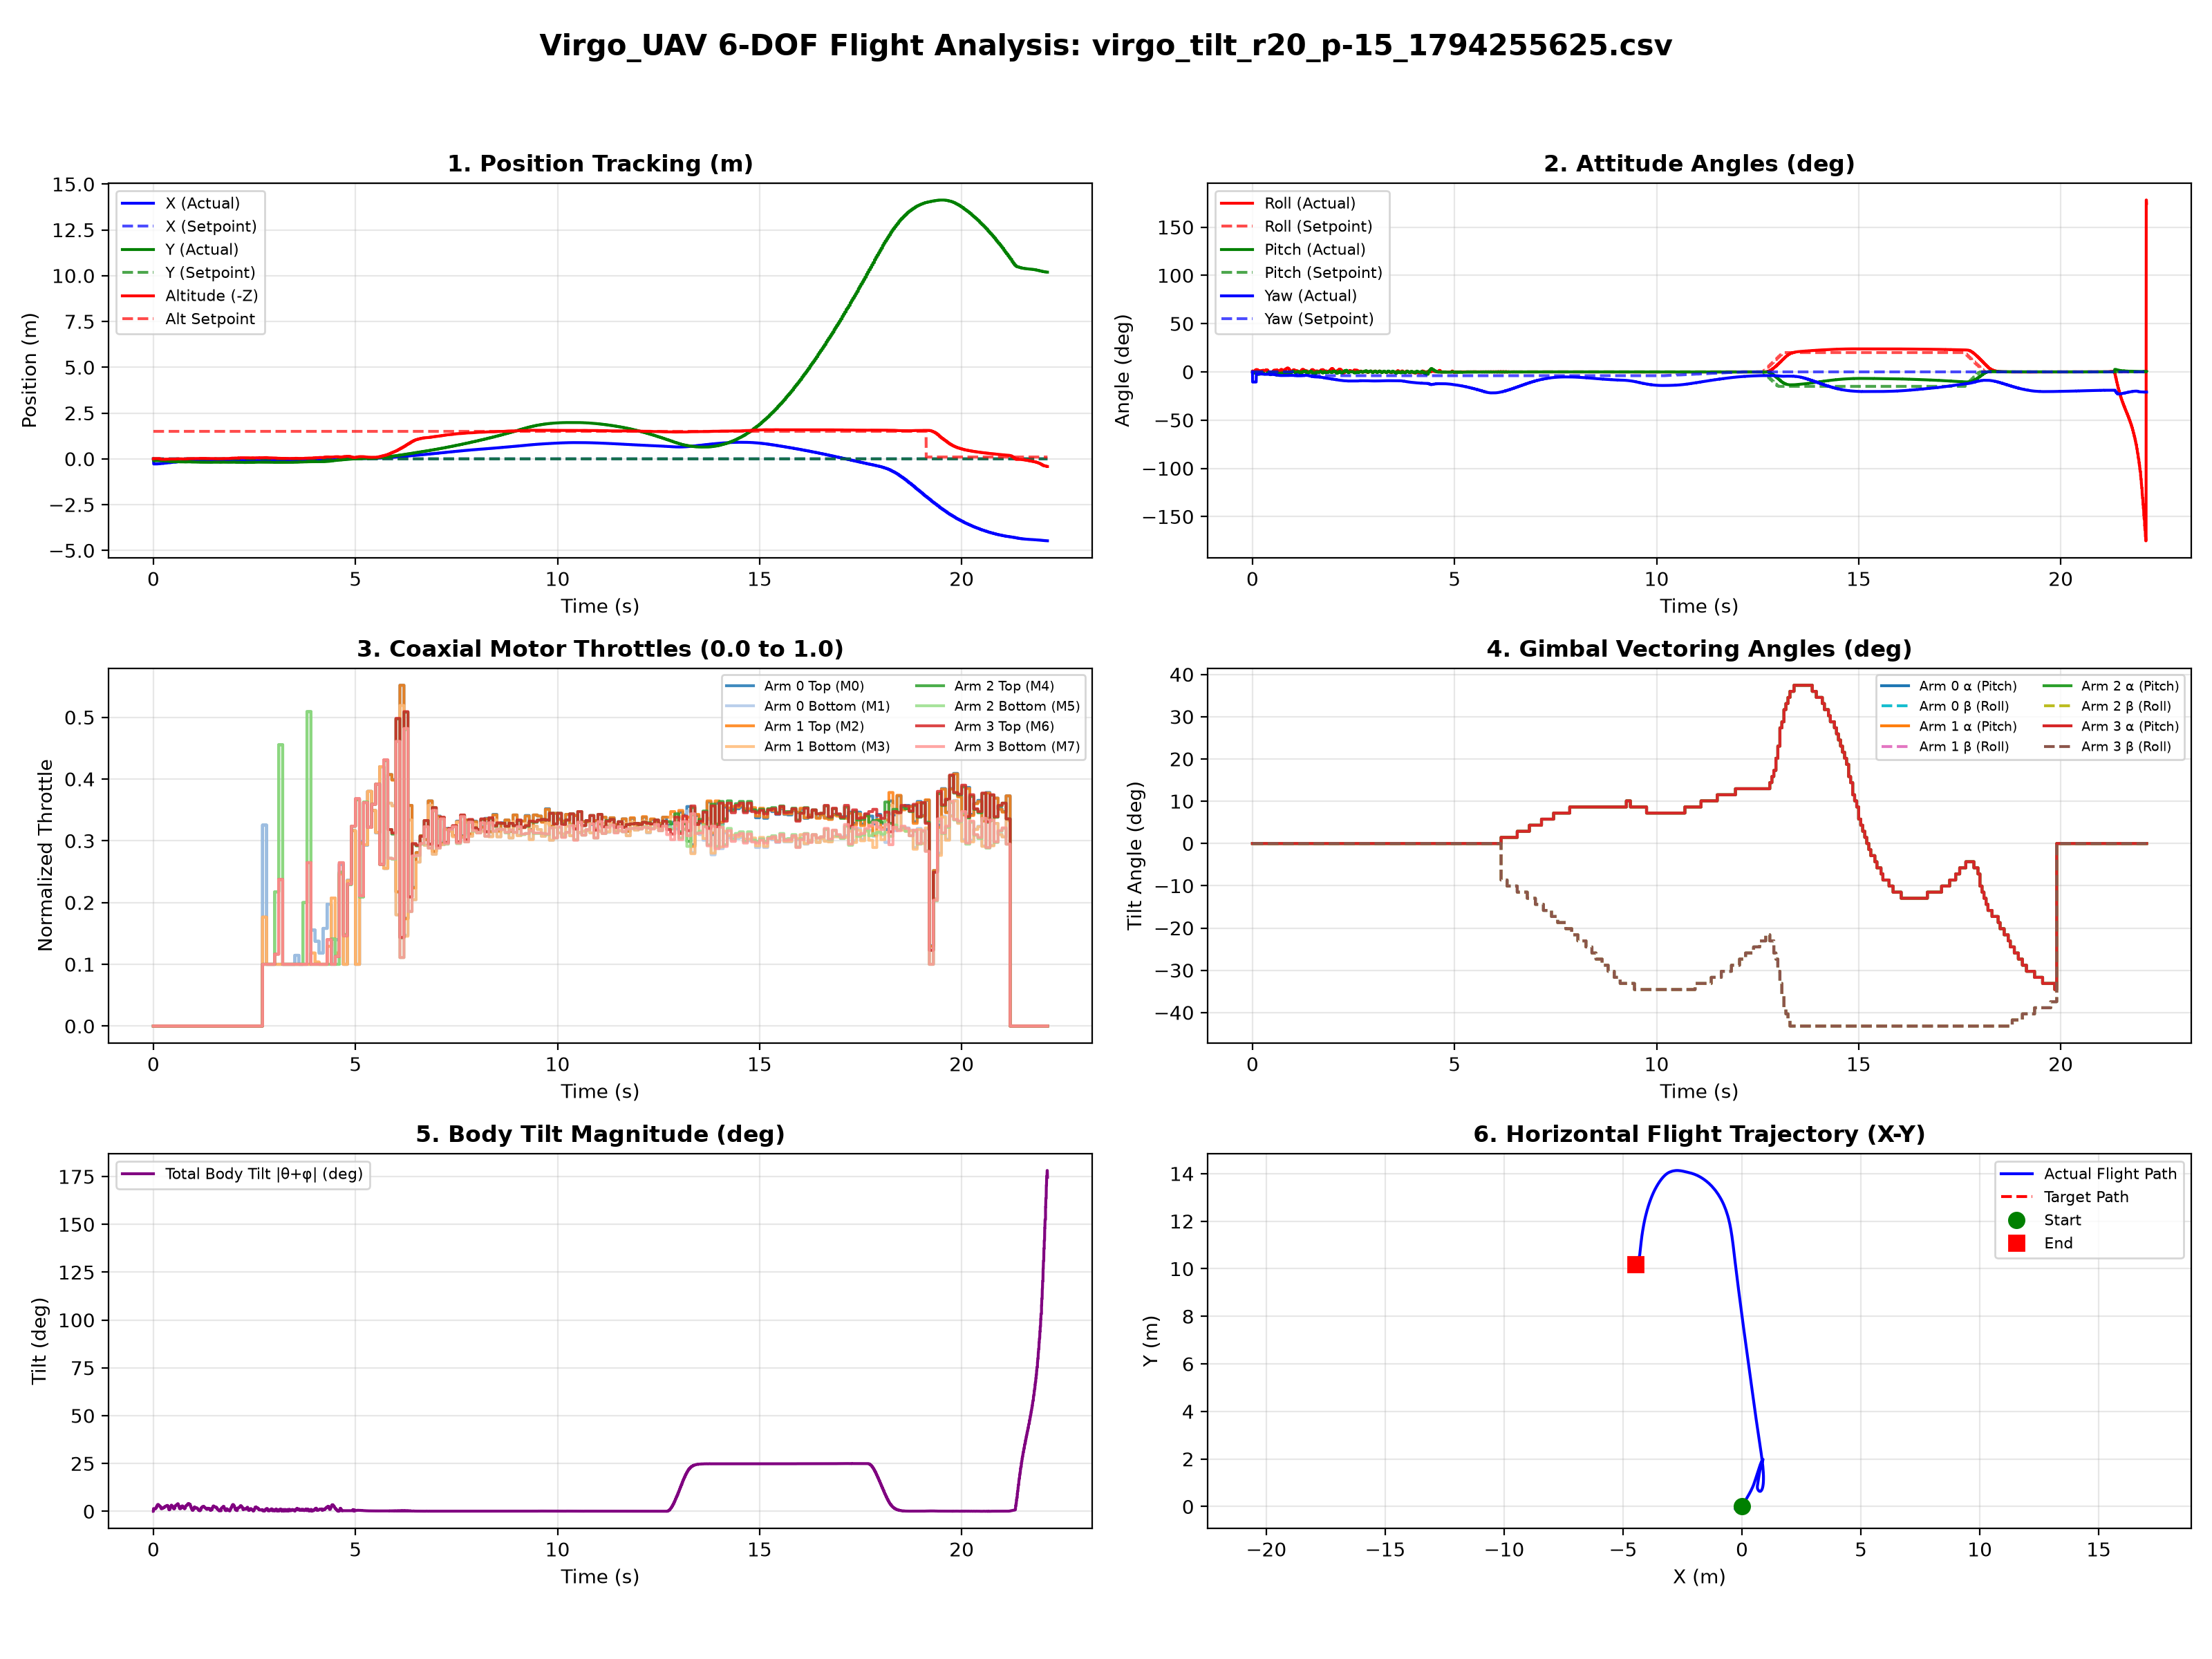 Virgo_UAV 6-DOF Flight Analysis: virgo_tilt_r20_p-15_1794255625.csv
1. Position Tracking (m)
15.0
12.5
10.0
7.5
5.0
2.5
0.0
−2.5
−5.0
Position (m)
X (Actual)
X (Setpoint)
Y (Actual)
Y (Setpoint)
Altitude (-Z)
Alt Setpoint
0 5 10 15 20
Time (s)
2. Attitude Angles (deg)
150
100
50
0
−50
−100
−150
Angle (deg)
Roll (Actual)
Roll (Setpoint)
Pitch (Actual)
Pitch (Setpoint)
Yaw (Actual)
Yaw (Setpoint)
0 5 10 15 20
Time (s)
3. Coaxial Motor Throttles (0.0 to 1.0)
0.5
0.4
0.3
0.2
0.1
0.0
Normalized Throttle
Arm 0 Top (M0)
Arm 0 Bottom (M1)
Arm 1 Top (M2)
Arm 1 Bottom (M3)
Arm 2 Top (M4)
Arm 2 Bottom (M5)
Arm 3 Top (M6)
Arm 3 Bottom (M7)
0 5 10 15 20
Time (s)
4. Gimbal Vectoring Angles (deg)
40
30
20
10
0
−10
−20
−30
−40
Tilt Angle (deg)
Arm 0 α (Pitch)
Arm 0 β (Roll)
Arm 1 α (Pitch)
Arm 1 β (Roll)
Arm 2 α (Pitch)
Arm 2 β (Roll)
Arm 3 α (Pitch)
Arm 3 β (Roll)
0 5 10 15 20
Time (s)
5. Body Tilt Magnitude (deg)
175
150
125
100
75
50
25
0
Tilt (deg)
Total Body Tilt |θ+φ| (deg)
0 5 10 15 20
Time (s)
6. Horizontal Flight Trajectory (X-Y)
14
12
10
8
6
4
2
0
Y (m)
Actual Flight Path
Target Path
Start
End
−20 −15 −10 −5 0 5 10 15
X (m)